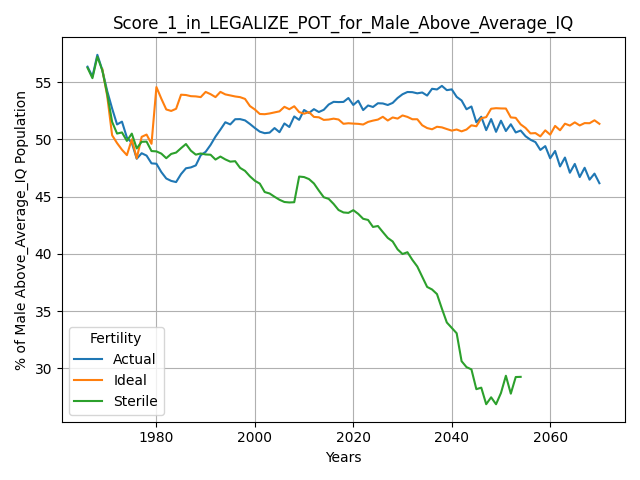 Score_1_in_LEGALIZE_POT_for_Male_Above_Average_IQ
% of Male Above_Average_IQ Population
55
50
45
40
35
30
Fertility
Actual
Ideal
Sterile
1980 2000 2020 2040 2060
Years